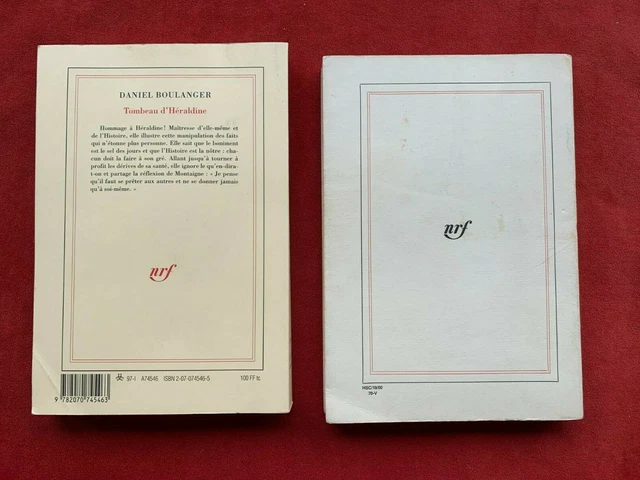 DANIEL BOULANGER
Tombeau d'Héraldine
Hommage à Héraldine! Maîtresse d'elle-même et
de l'Histoire, elle illustre cette manipulation des faits
qui n'étonne plus personne. Elle sait que le boniment
est le sel des jours et que l'Histoire est la nôtre : cha-
cun doit la faire à son gré. Allant jusqu'à tourner à
profit les dérives de sa santé, elle ignore le qu'en-dira-
t-on et partage la réflexion de Montaigne : « Je pense
qu'il faut se prêter aux autres et ne se donner jamais
qu'à soi-même. »
nrf
97-I A74546 ISBN 2-07-074546-5 100 FF tc
9 782070 745463
nrf
79-V